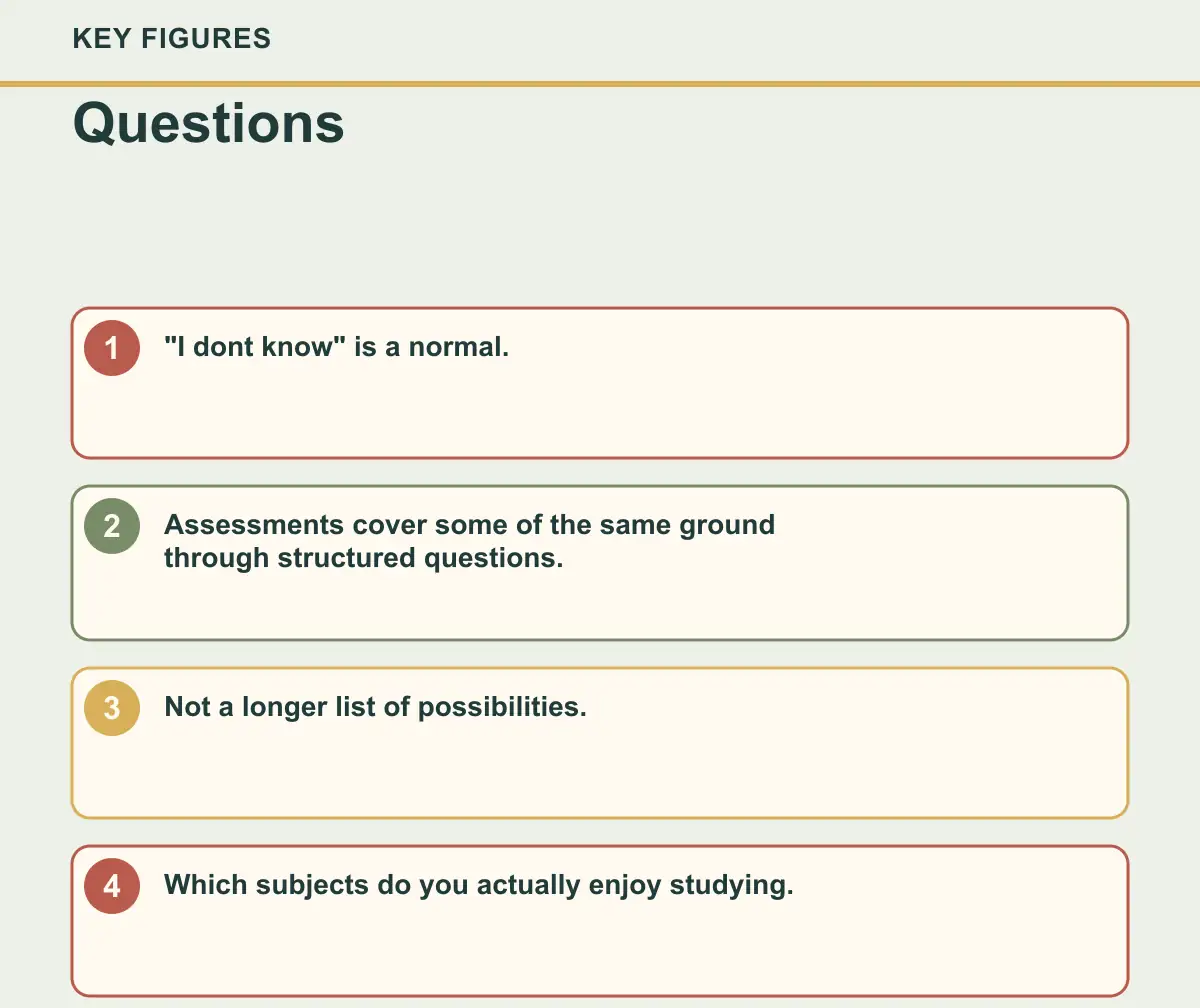 KEY FIGURES
Questions
1
"I dont know" is a normal.
2
Assessments cover some of the same ground
through structured questions.
3
Not a longer list of possibilities.
4
Which subjects do you actually enjoy studying.